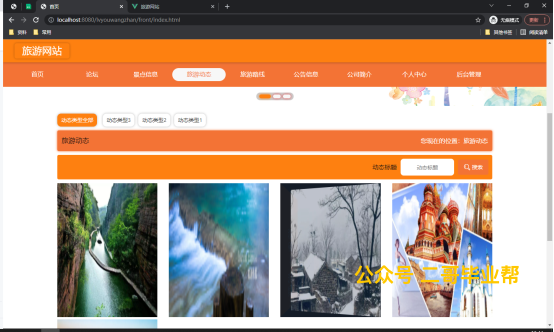 首页
旅游网站
localhost:8080/lvyouwangzhan/front/index.html
无痕模式
更新
资料
常用
其他书签
阅读清单
旅游网站
首页
论坛
景点信息
旅游动态
旅游路线
公告信息
公司简介
个人中心
后台管理
动态类型全部
动态类型3
动态类型2
动态类型1
旅游动态
您现在的位置：旅游动态
动态标题
动态标题
搜索
公众号:二哥毕业帮